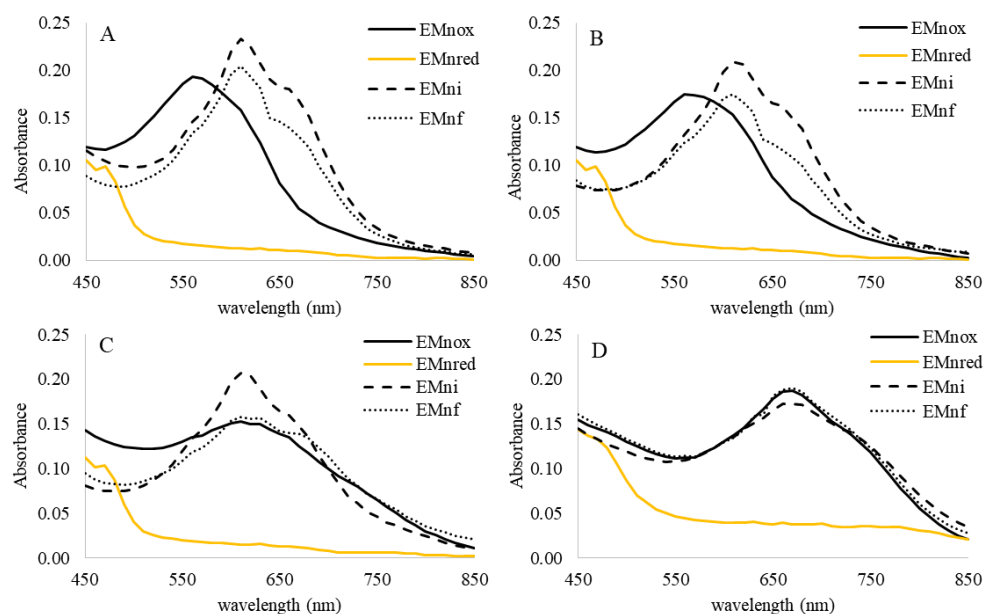 A
EMnox
EMnred
EMni
EMnf
0.25
0.20
0.15
0.10
0.05
0.00
Absorbance
450 550 650 750 850
wavelength (nm)
B
EMnox
EMnred
EMni
EMnf
0.25
0.20
0.15
0.10
0.05
0.00
Absorbance
450 550 650 750 850
wavelength (nm)
C
EMnox
EMnred
EMni
EMnf
0.25
0.20
0.15
0.10
0.05
0.00
Absorbance
450 550 650 750 850
wavelength (nm)
D
EMnox
EMnred
EMni
EMnf
0.25
0.20
0.15
0.10
0.05
0.00
Absorbance
450 550 650 750 850
wavelength (nm)